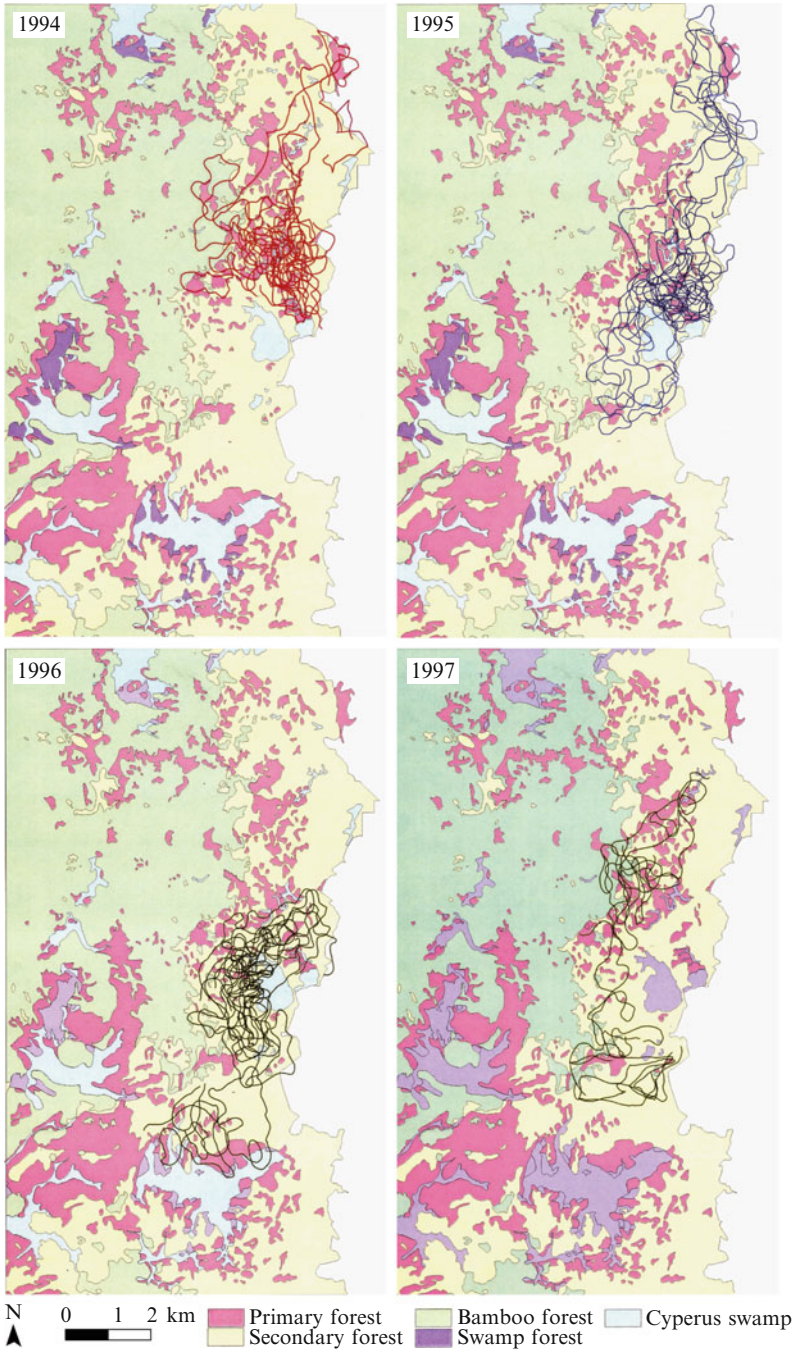 1994
1995
1996
1997
N
0 1 2 km
Primary forest
Secondary forest
Bamboo forest
Swamp forest
Cyperus swamp